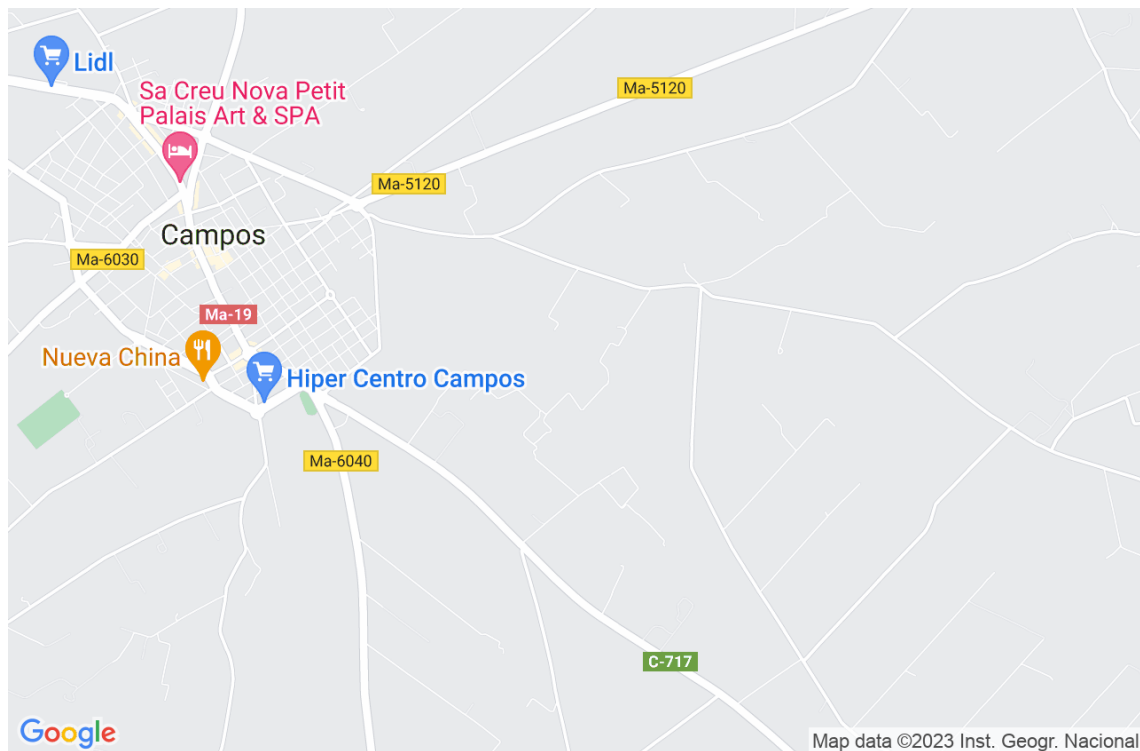 Lidl
Sa Creu Nova Petit
Palais Art & SPA
Ma-5120
Ma-5120
Campos
Ma-6030
Ma-19
Nueva China
Hiper Centro Campos
Ma-6040
C-717
Google
Map data ©2023 Inst. Geogr. Nacional